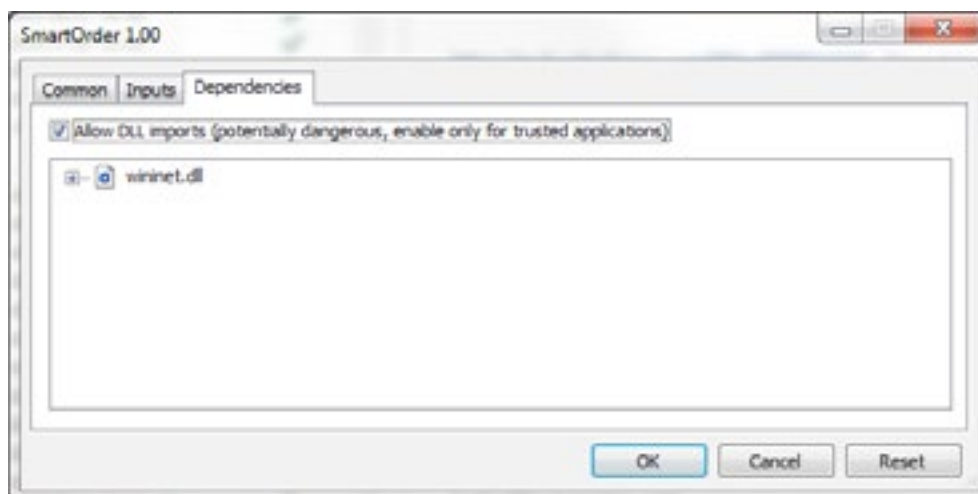 SmartOrder 1.00
Common Inputs Dependencies
Allow DLL imports (potentially dangerous, enable only for trusted applications)
wininet.dll
OK Cancel Reset